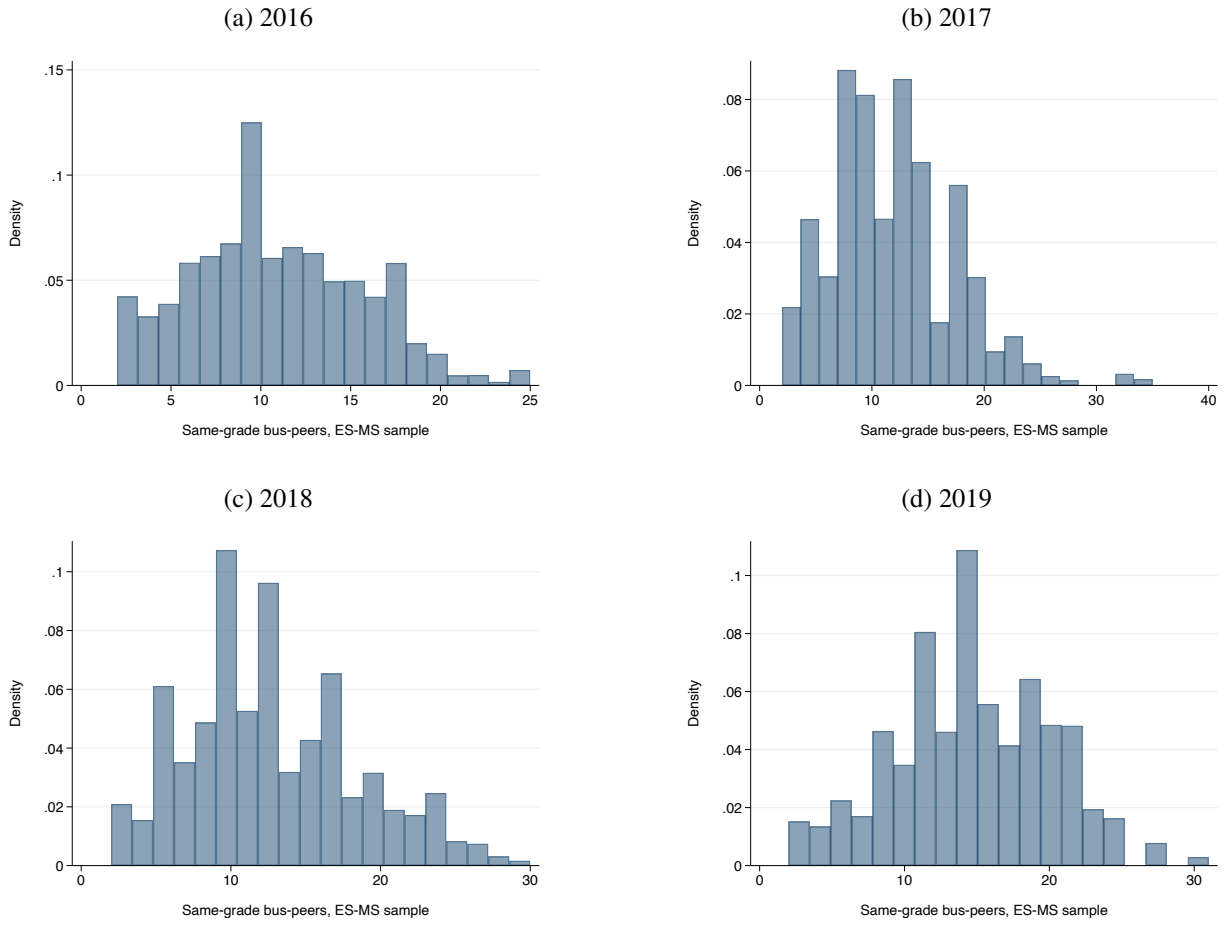 (a) 2016
.15
.1
.05
0
Density
0 5 10 15 20 25
Same-grade bus-peers, ES-MS sample
(b) 2017
.08
.06
.04
.02
0
Density
0 10 20 30 40
Same-grade bus-peers, ES-MS sample
(c) 2018
.1
.08
.06
.04
.02
0
Density
0 10 20 30
Same-grade bus-peers, ES-MS sample
(d) 2019
.1
.08
.06
.04
.02
0
Density
0 10 20 30
Same-grade bus-peers, ES-MS sample